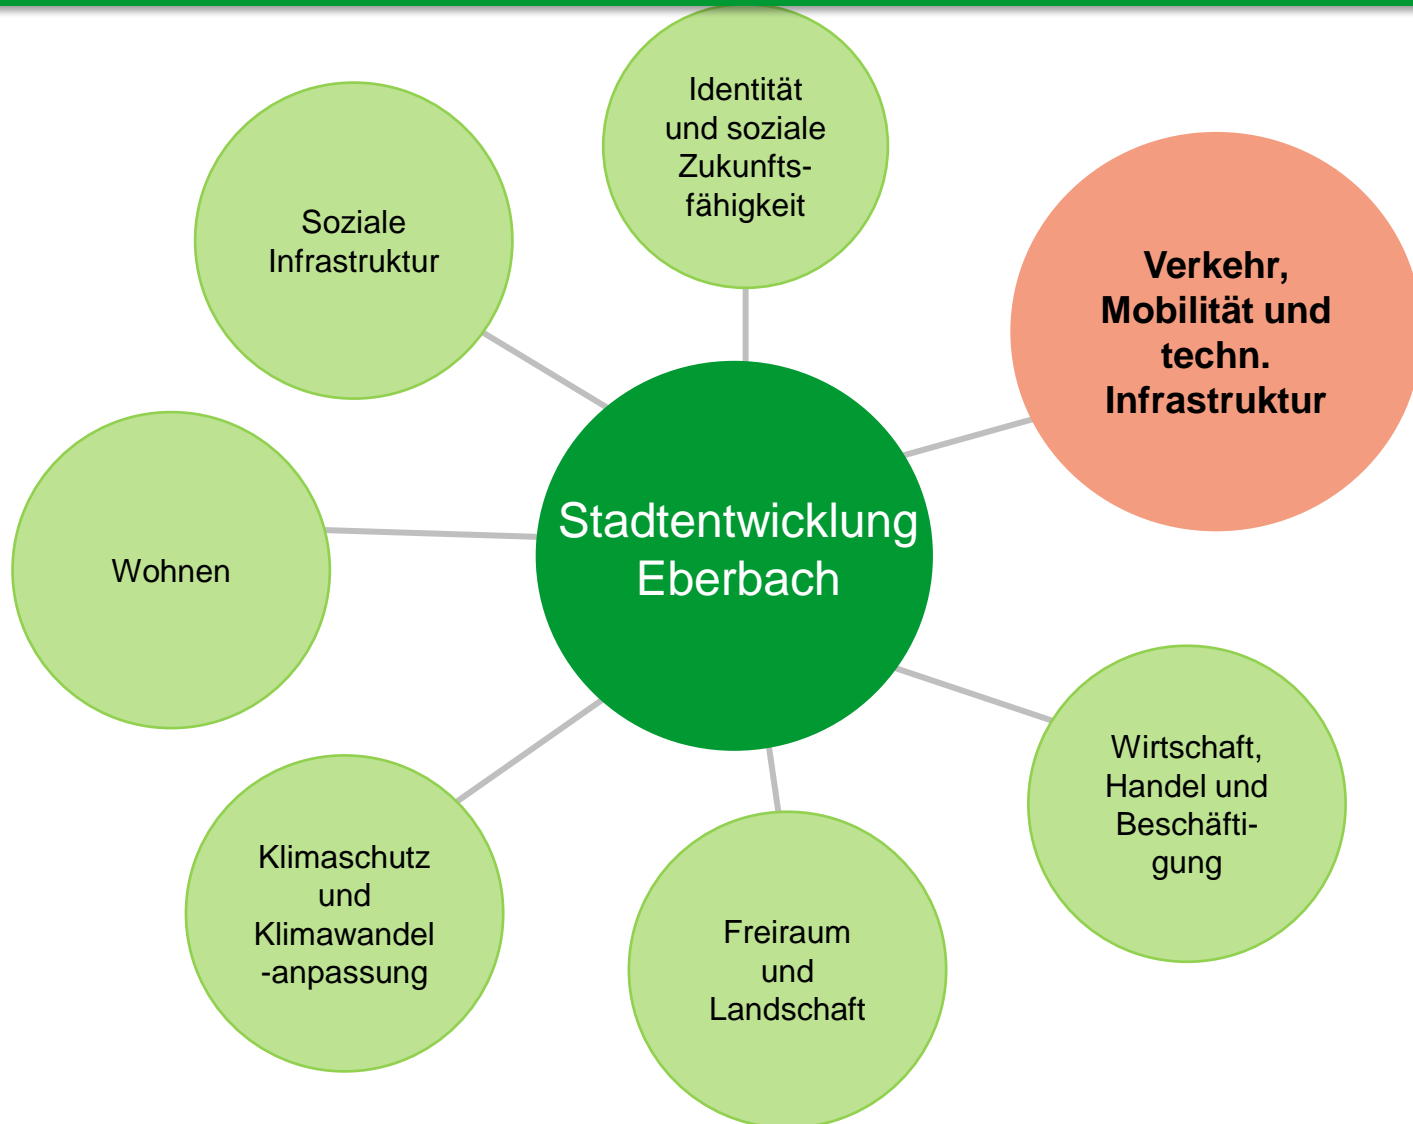 Identität
und soziale
Zukunfts-
fähigkeit
Soziale
Infrastruktur
Verkehr,
Mobilität und
techn.
Infrastruktur
Stadtentwicklung
Eberbach
Wohnen
Wirtschaft,
Handel und
Beschäfti-
gung
Klimaschutz
und
Klimawandel
-anpassung
Freiraum
und
Landschaft